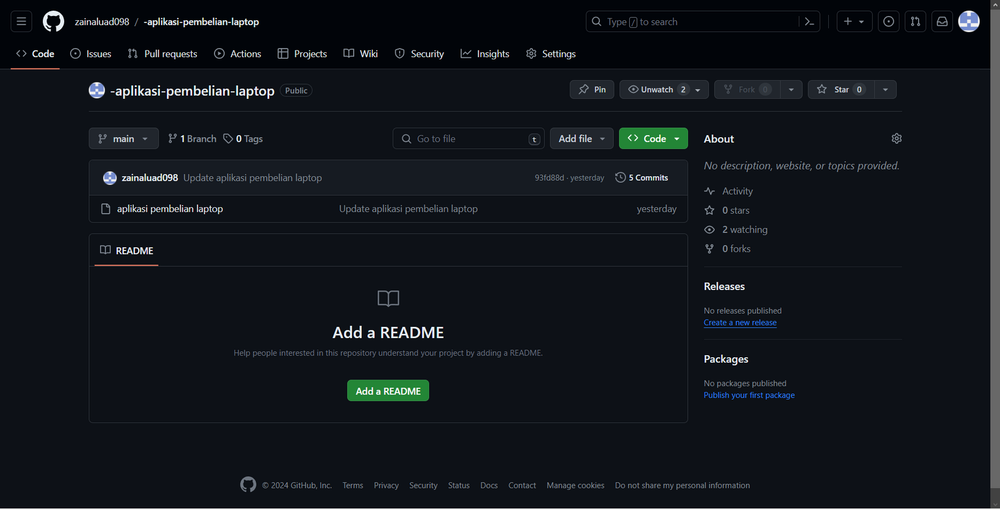 zainaluad098 / -aplikasi-pembelian-laptop
Type / to search
Code Issues Pull requests Actions Projects Wiki Security Insights Settings
-aplikasi-pembelian-laptop Public
Pin Unwatch 2 Fork 0 Star 0
main 1 Branch 0 Tags
Go to file t Add file Code
zainaluad098 Update aplikasi pembelian laptop 93fd88d · yesterday 5 Commits
aplikasi pembelian laptop Update aplikasi pembelian laptop yesterday
README
Add a README
Help people interested in this repository understand your project by adding a README.
Add a README
About
No description, website, or topics provided.
Activity
0 stars
2 watching
0 forks
Releases
No releases published
Create a new release
Packages
No packages published
Publish your first package
© 2024 GitHub, Inc. Terms Privacy Security Status Docs Contact Manage cookies Do not share my personal information